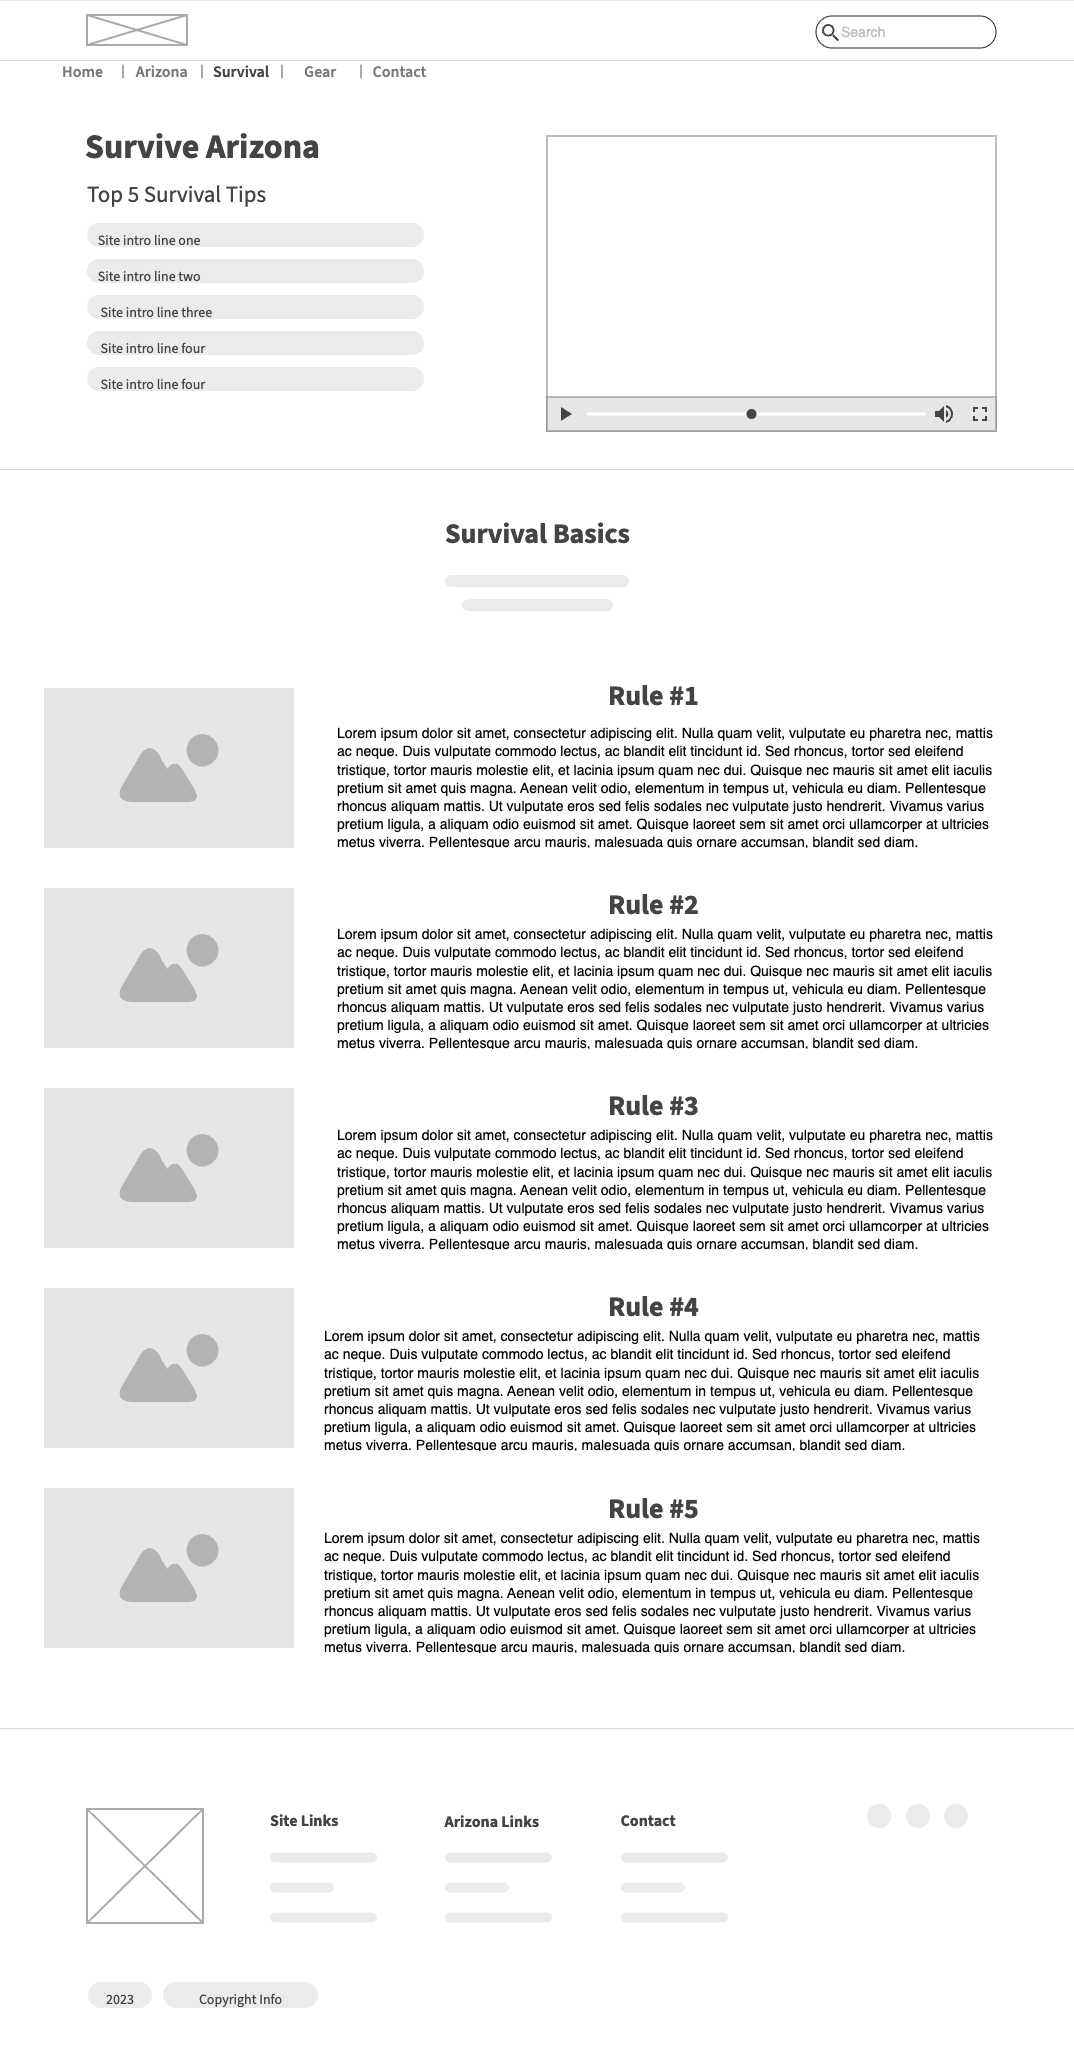 Search
Home | Arizona | Survival | Gear | Contact
Survive Arizona
Top 5 Survival Tips
Site intro line one
Site intro line two
Site intro line three
Site intro line four
Site intro line four
Survival Basics
Rule #1
Lorem ipsum dolor sit amet, consectetur adipiscing elit. Nulla quam velit, vulputate eu pharetra nec, mattis
ac neque. Duis vulputate commodo lectus, ac blandit elit tincidunt id. Sed rhoncus, tortor sed eleifend
tristique, tortor mauris molestie elit, et lacinia ipsum quam nec dui. Quisque nec mauris sit amet elit iaculis
pretium sit amet quis magna. Aenean velit odio, elementum in tempus ut, vehicula eu diam. Pellentesque
rhoncus aliquam mattis. Ut vulputate eros sed felis sodales nec vulputate justo hendrerit. Vivamus varius
pretium ligula, a aliquam odio euismod sit amet. Quisque laoreet sem sit amet orci ullamcorper at ultricies
metus viverra. Pellentesque arcu mauris, malesuada quis ornare accumsan, blandit sed diam.
Rule #2
Lorem ipsum dolor sit amet, consectetur adipiscing elit. Nulla quam velit, vulputate eu pharetra nec, mattis
ac neque. Duis vulputate commodo lectus, ac blandit elit tincidunt id. Sed rhoncus, tortor sed eleifend
tristique, tortor mauris molestie elit, et lacinia ipsum quam nec dui. Quisque nec mauris sit amet elit iaculis
pretium sit amet quis magna. Aenean velit odio, elementum in tempus ut, vehicula eu diam. Pellentesque
rhoncus aliquam mattis. Ut vulputate eros sed felis sodales nec vulputate justo hendrerit. Vivamus varius
pretium ligula, a aliquam odio euismod sit amet. Quisque laoreet sem sit amet orci ullamcorper at ultricies
metus viverra. Pellentesque arcu mauris, malesuada quis ornare accumsan, blandit sed diam.
Rule #3
Lorem ipsum dolor sit amet, consectetur adipiscing elit. Nulla quam velit, vulputate eu pharetra nec, mattis
ac neque. Duis vulputate commodo lectus, ac blandit elit tincidunt id. Sed rhoncus, tortor sed eleifend
tristique, tortor mauris molestie elit, et lacinia ipsum quam nec dui. Quisque nec mauris sit amet elit iaculis
pretium sit amet quis magna. Aenean velit odio, elementum in tempus ut, vehicula eu diam. Pellentesque
rhoncus aliquam mattis. Ut vulputate eros sed felis sodales nec vulputate justo hendrerit. Vivamus varius
pretium ligula, a aliquam odio euismod sit amet. Quisque laoreet sem sit amet orci ullamcorper at ultricies
metus viverra. Pellentesque arcu mauris, malesuada quis ornare accumsan, blandit sed diam.
Rule #4
Lorem ipsum dolor sit amet, consectetur adipiscing elit. Nulla quam velit, vulputate eu pharetra nec, mattis
ac neque. Duis vulputate commodo lectus, ac blandit elit tincidunt id. Sed rhoncus, tortor sed eleifend
tristique, tortor mauris molestie elit, et lacinia ipsum quam nec dui. Quisque nec mauris sit amet elit iaculis
pretium sit amet quis magna. Aenean velit odio, elementum in tempus ut, vehicula eu diam. Pellentesque
rhoncus aliquam mattis. Ut vulputate eros sed felis sodales nec vulputate justo hendrerit. Vivamus varius
pretium ligula, a aliquam odio euismod sit amet. Quisque laoreet sem sit amet orci ullamcorper at ultricies
metus viverra. Pellentesque arcu mauris, malesuada quis ornare accumsan, blandit sed diam.
Rule #5
Lorem ipsum dolor sit amet, consectetur adipiscing elit. Nulla quam velit, vulputate eu pharetra nec, mattis
ac neque. Duis vulputate commodo lectus, ac blandit elit tincidunt id. Sed rhoncus, tortor sed eleifend
tristique, tortor mauris molestie elit, et lacinia ipsum quam nec dui. Quisque nec mauris sit amet elit iaculis
pretium sit amet quis magna. Aenean velit odio, elementum in tempus ut, vehicula eu diam. Pellentesque
rhoncus aliquam mattis. Ut vulputate eros sed felis sodales nec vulputate justo hendrerit. Vivamus varius
pretium ligula, a aliquam odio euismod sit amet. Quisque laoreet sem sit amet orci ullamcorper at ultricies
metus viverra. Pellentesque arcu mauris, malesuada quis ornare accumsan, blandit sed diam.
Site Links
Arizona Links
Contact
2023
Copyright Info